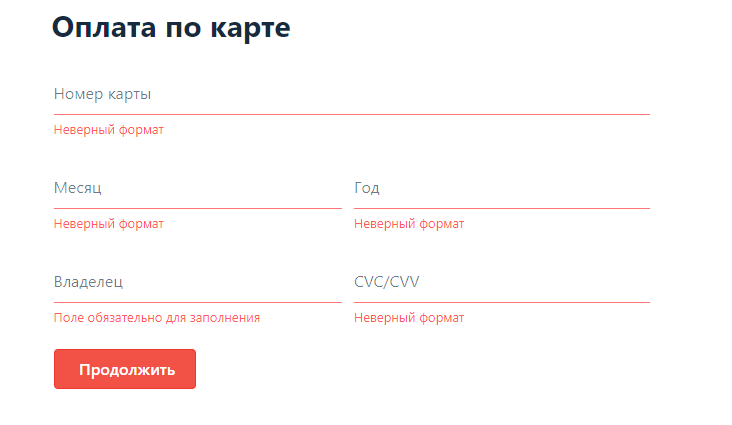 Оплата по карте
Номер карты
Неверный формат
Месяц
Год
Неверный формат
Неверный формат
Владелец
CVC/CVV
Поле обязательно для заполнения
Неверный формат
Продолжить